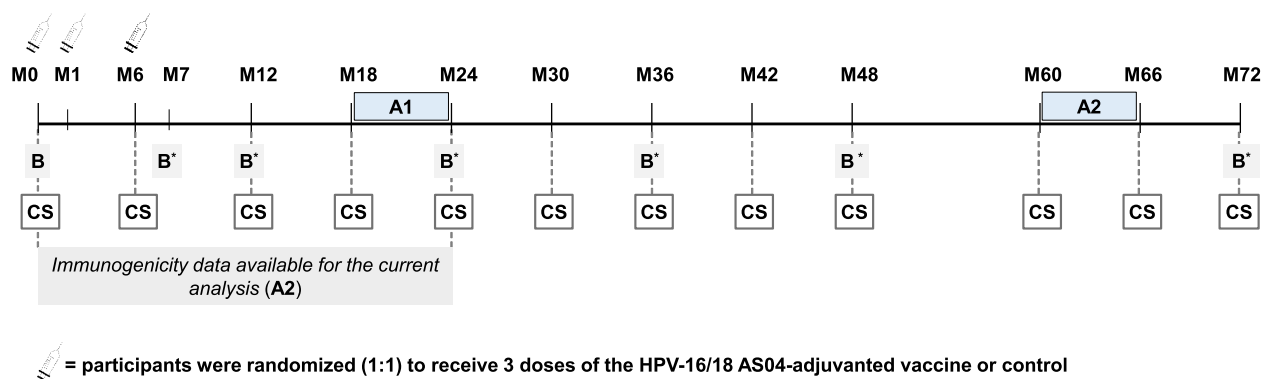 M0 M1 M6 M7 M12 M18 M24 M30 M36 M42 M48 M60 M66 M72
A1 A2
B B* B* B* B* B* B*
CS CS CS CS CS CS CS CS CS CS CS CS
Immunogenicity data available for the current
analysis (A2)
= participants were randomized (1:1) to receive 3 doses of the HPV-16/18 AS04-adjuvanted vaccine or control